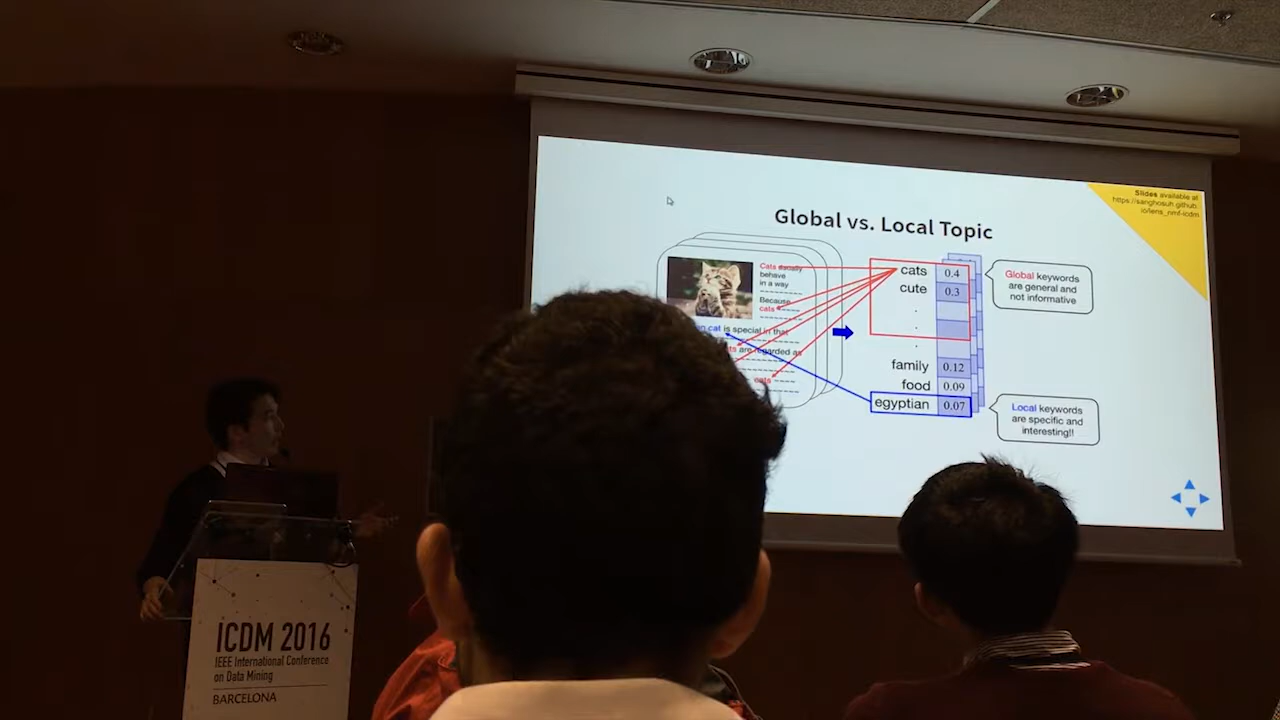 Slides available at
https://sanghosuh.github.
io/lens_nmf-icdm
Global vs. Local Topic
Cats usually
behave
in a way
Because
cats
cat is special in that
are regarded as
cats
cats 0.4
cute 0.3
.
.
.
family 0.12
food 0.09
egyptian 0.07
Global keywords
are general and
not informative
Local keywords
are specific and
interesting!!
ICDM 2016
IEEE International Conference
on Data Mining
BARCELONA